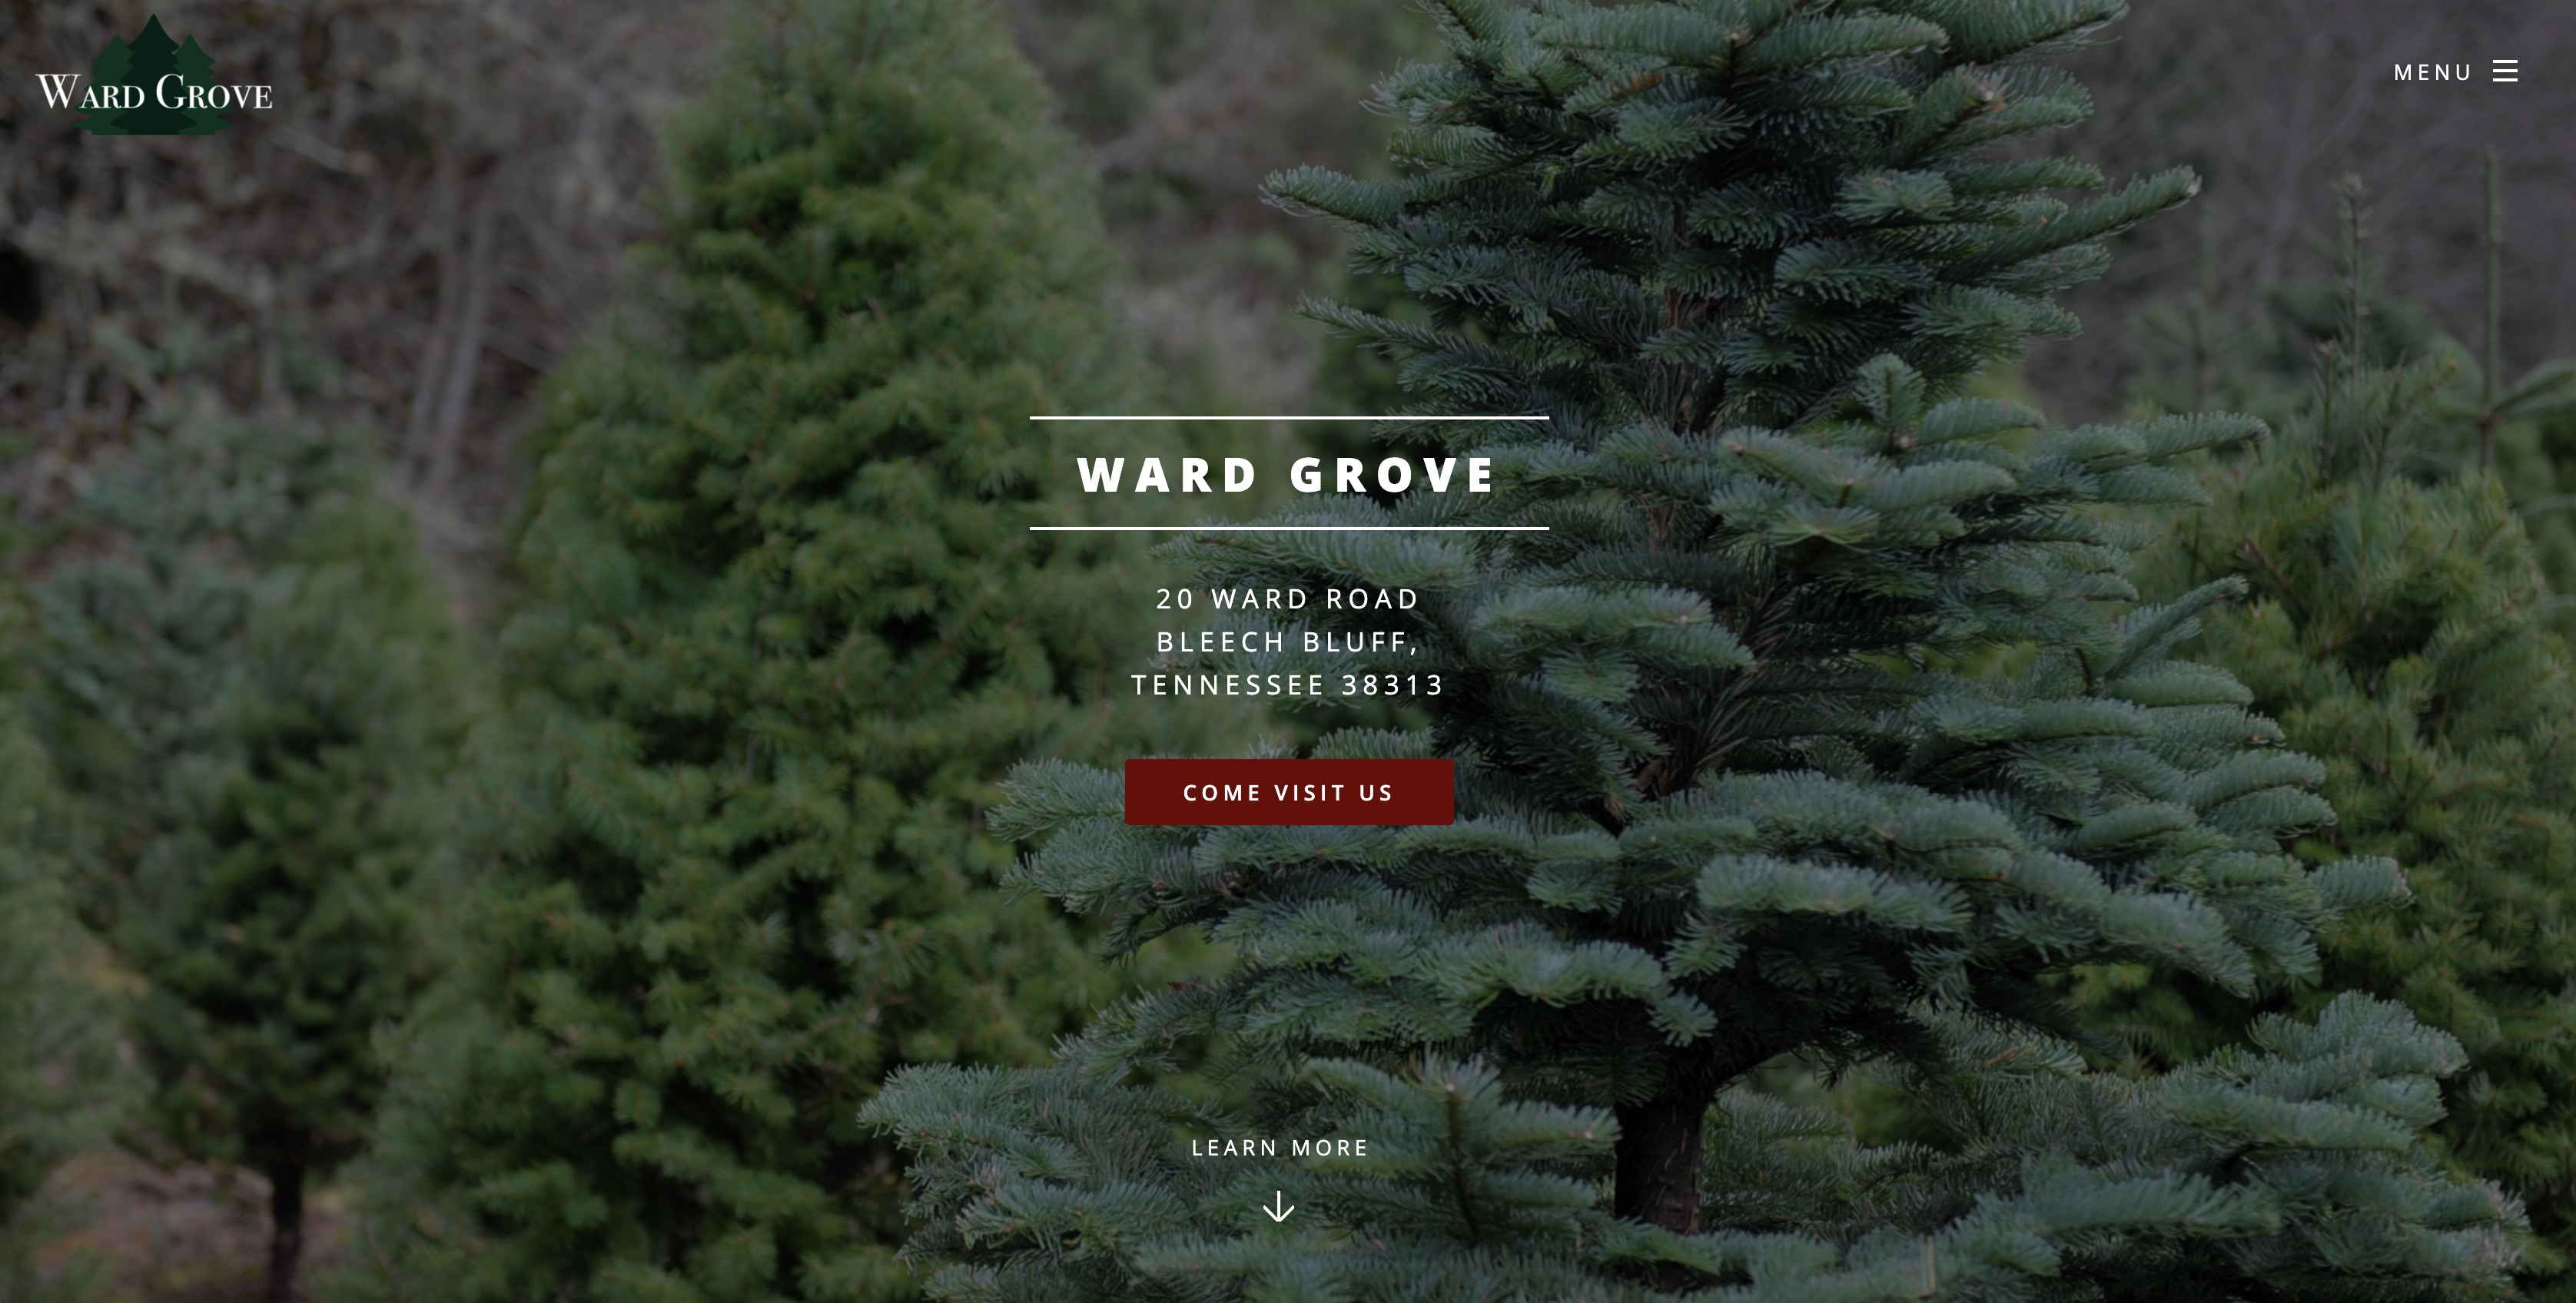 WARD GROVE
MENU
WARD GROVE
20 WARD ROAD
BLEECH BLUFF,
TENNESSEE 38313
COME VISIT US
LEARN MORE